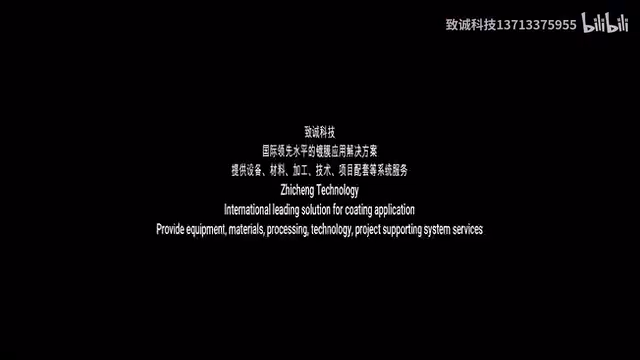 致诚科技13713375955 bilibili
致诚科技
国际领先水平的镀膜应用解决方案
提供设备、材料、加工、技术、项目配套等系统服务
Zhicheng Technology
International leading solution for coating application
Provide equipment, materials, processing, technology, project supporting system services